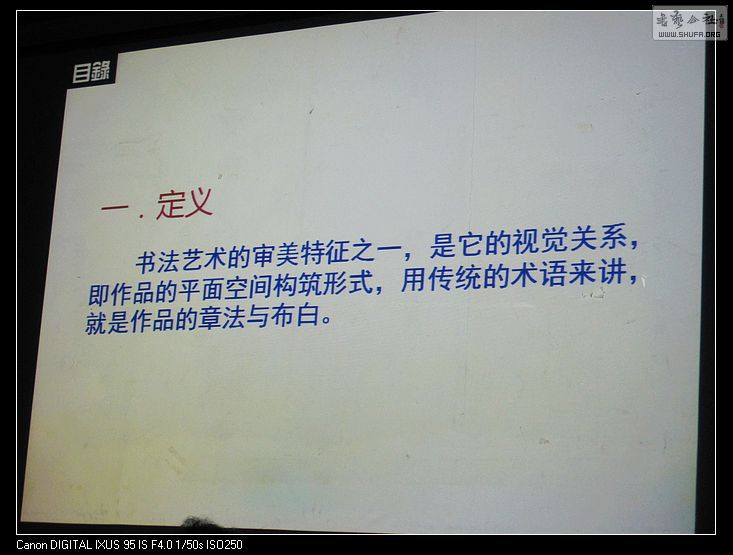 WWW.SHUFA.ORG
目錄
一．定义
书法艺术的审美特征之一，是它的视觉关系，
即作品的平面空间构筑形式，用传统的术语来讲，
就是作品的章法与布白。
Canon DIGITAL IXUS 95 IS F4.0 1/50s ISO250